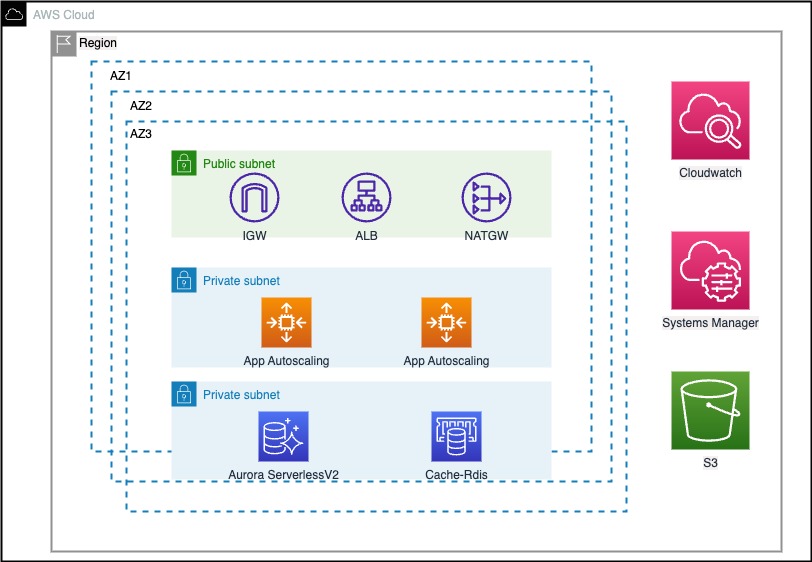 AWS Cloud
Region
AZ1
AZ2
AZ3
Public subnet
IGW
ALB
NATGW
Private subnet
App Autoscaling
App Autoscaling
Private subnet
Aurora ServerlessV2
Cache-Rdis
Cloudwatch
Systems Manager
S3